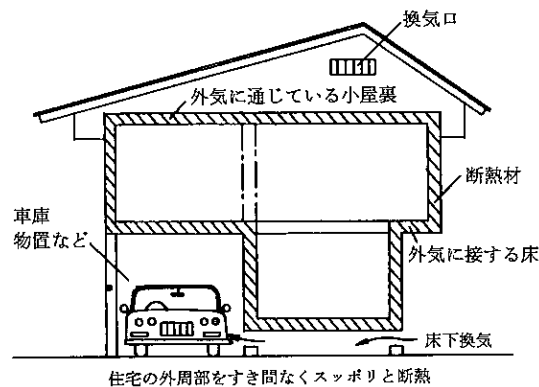 換気口
外気に通じている小屋裏
断熱材
車庫
物置など
外気に接する床
床下換気
住宅の外周部をすき間なくスッポリと断熱